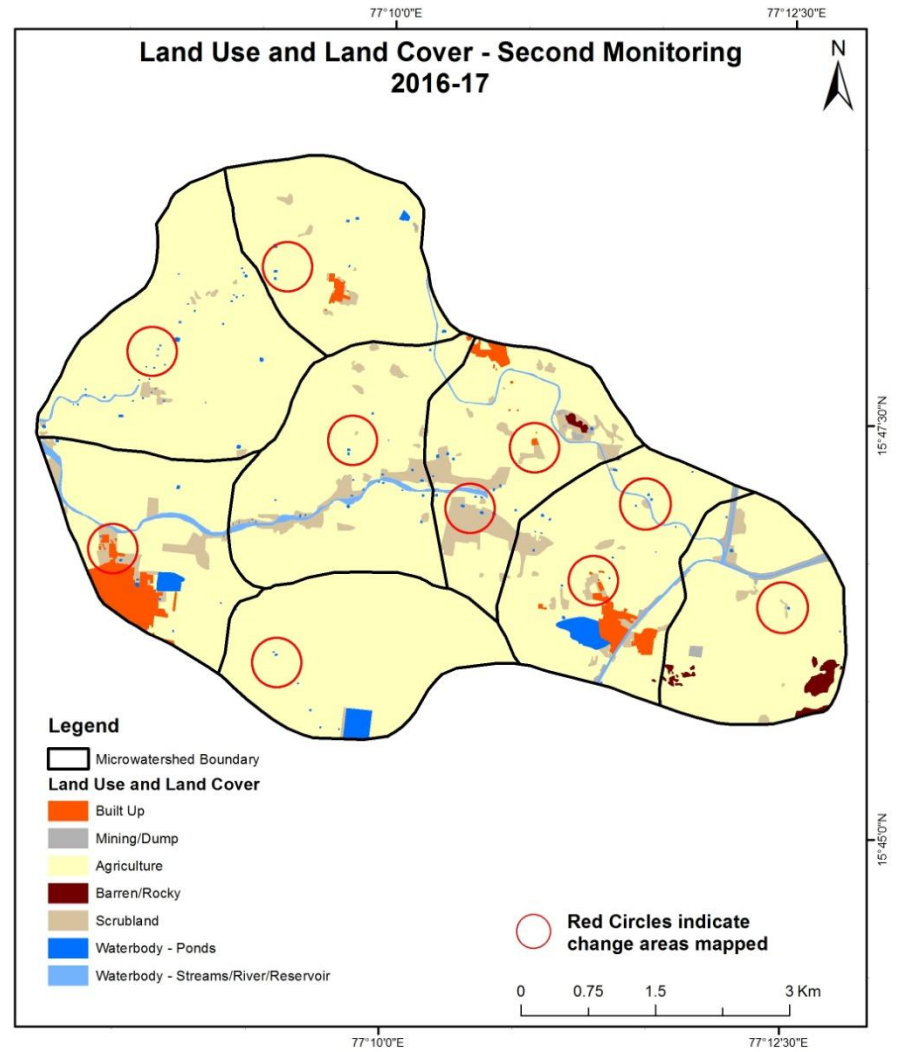 77°10'0"E
77°12'30"E
Land Use and Land Cover - Second Monitoring
2016-17
N
15°47'30"N
Legend
Microwatershed Boundary
Land Use and Land Cover
Built Up
Mining/Dump
Agriculture
Barren/Rocky
Scrubland
Waterbody - Ponds
Waterbody - Streams/River/Reservoir
15°45'0"N
Red Circles indicate
change areas mapped
0 0.75 1.5 3 Km
77°10'0"E
77°12'30"E